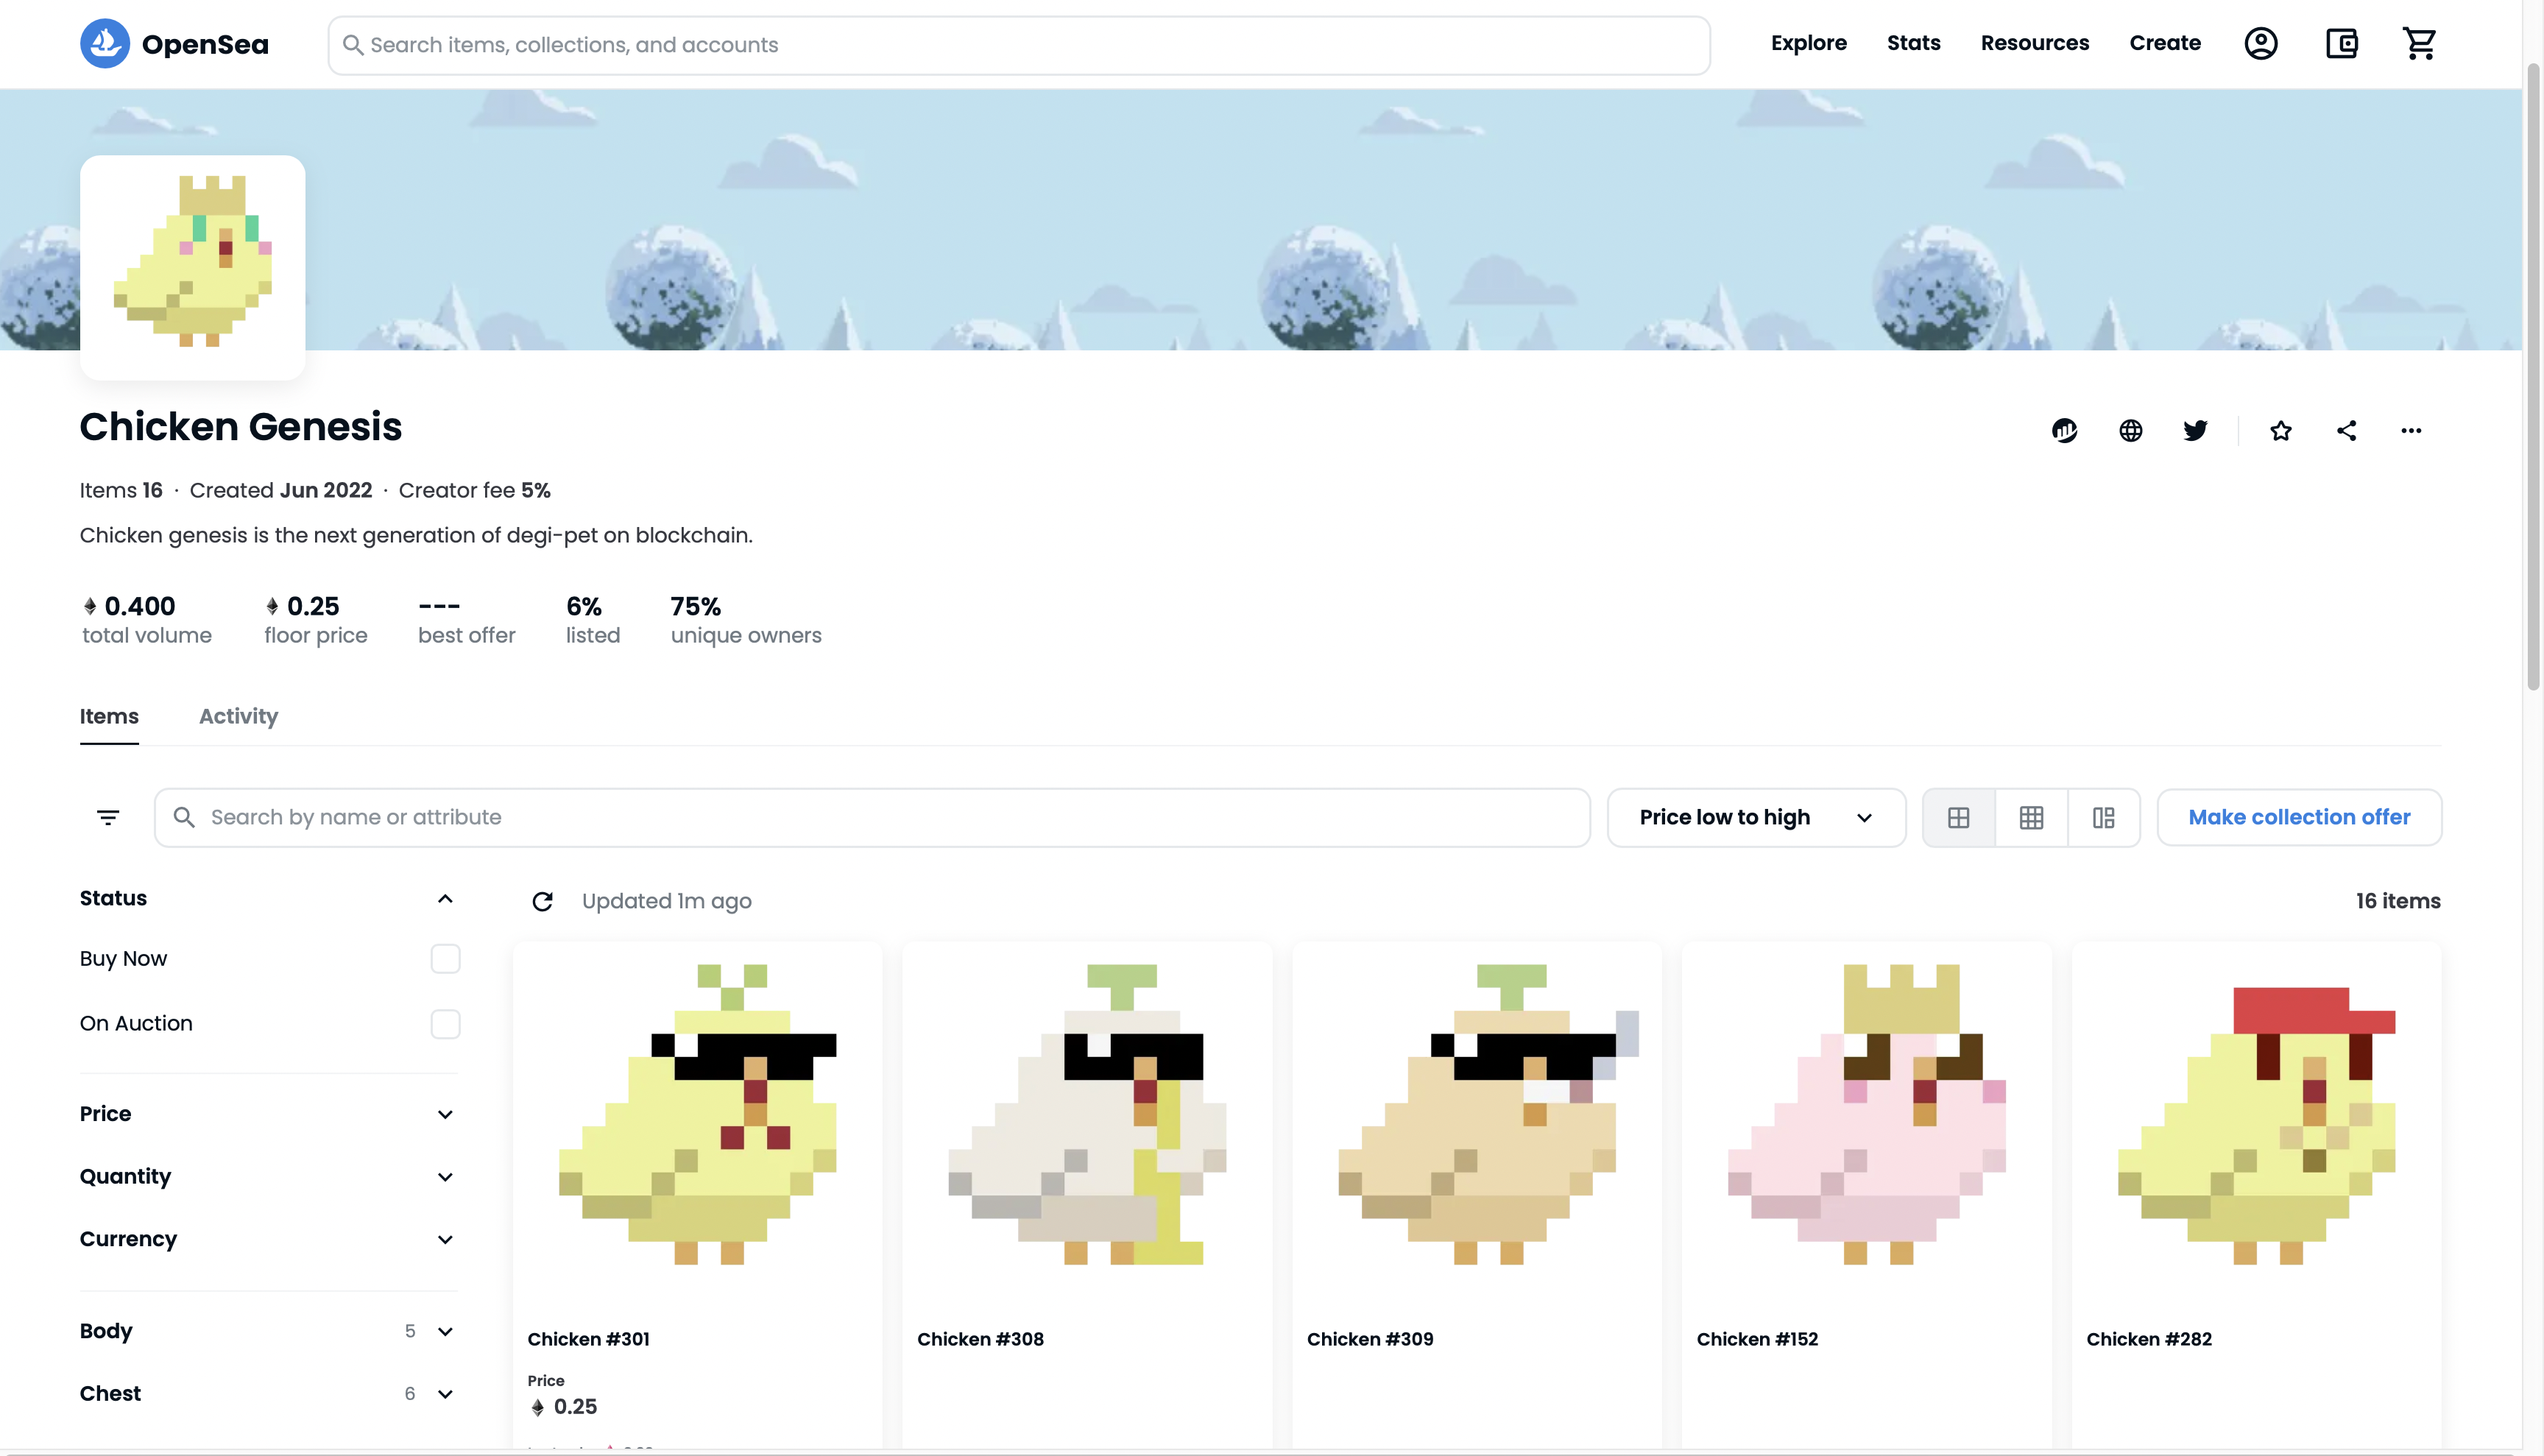 OpenSea
Search items, collections, and accounts
Explore Stats Resources Create
Chicken Genesis
Items 16 · Created Jun 2022 · Creator fee 5%
Chicken genesis is the next generation of degi-pet on blockchain.
0.400 0.25 --- 6% 75%
total volume floor price best offer listed unique owners
Items Activity
Search by name or attribute
Price low to high
Make collection offer
Status
Updated 1m ago
16 items
Buy Now
On Auction
Price
Quantity
Currency
Body 5
Chest 6
Chicken #301
Price
0.25
Chicken #308
Chicken #309
Chicken #152
Chicken #282